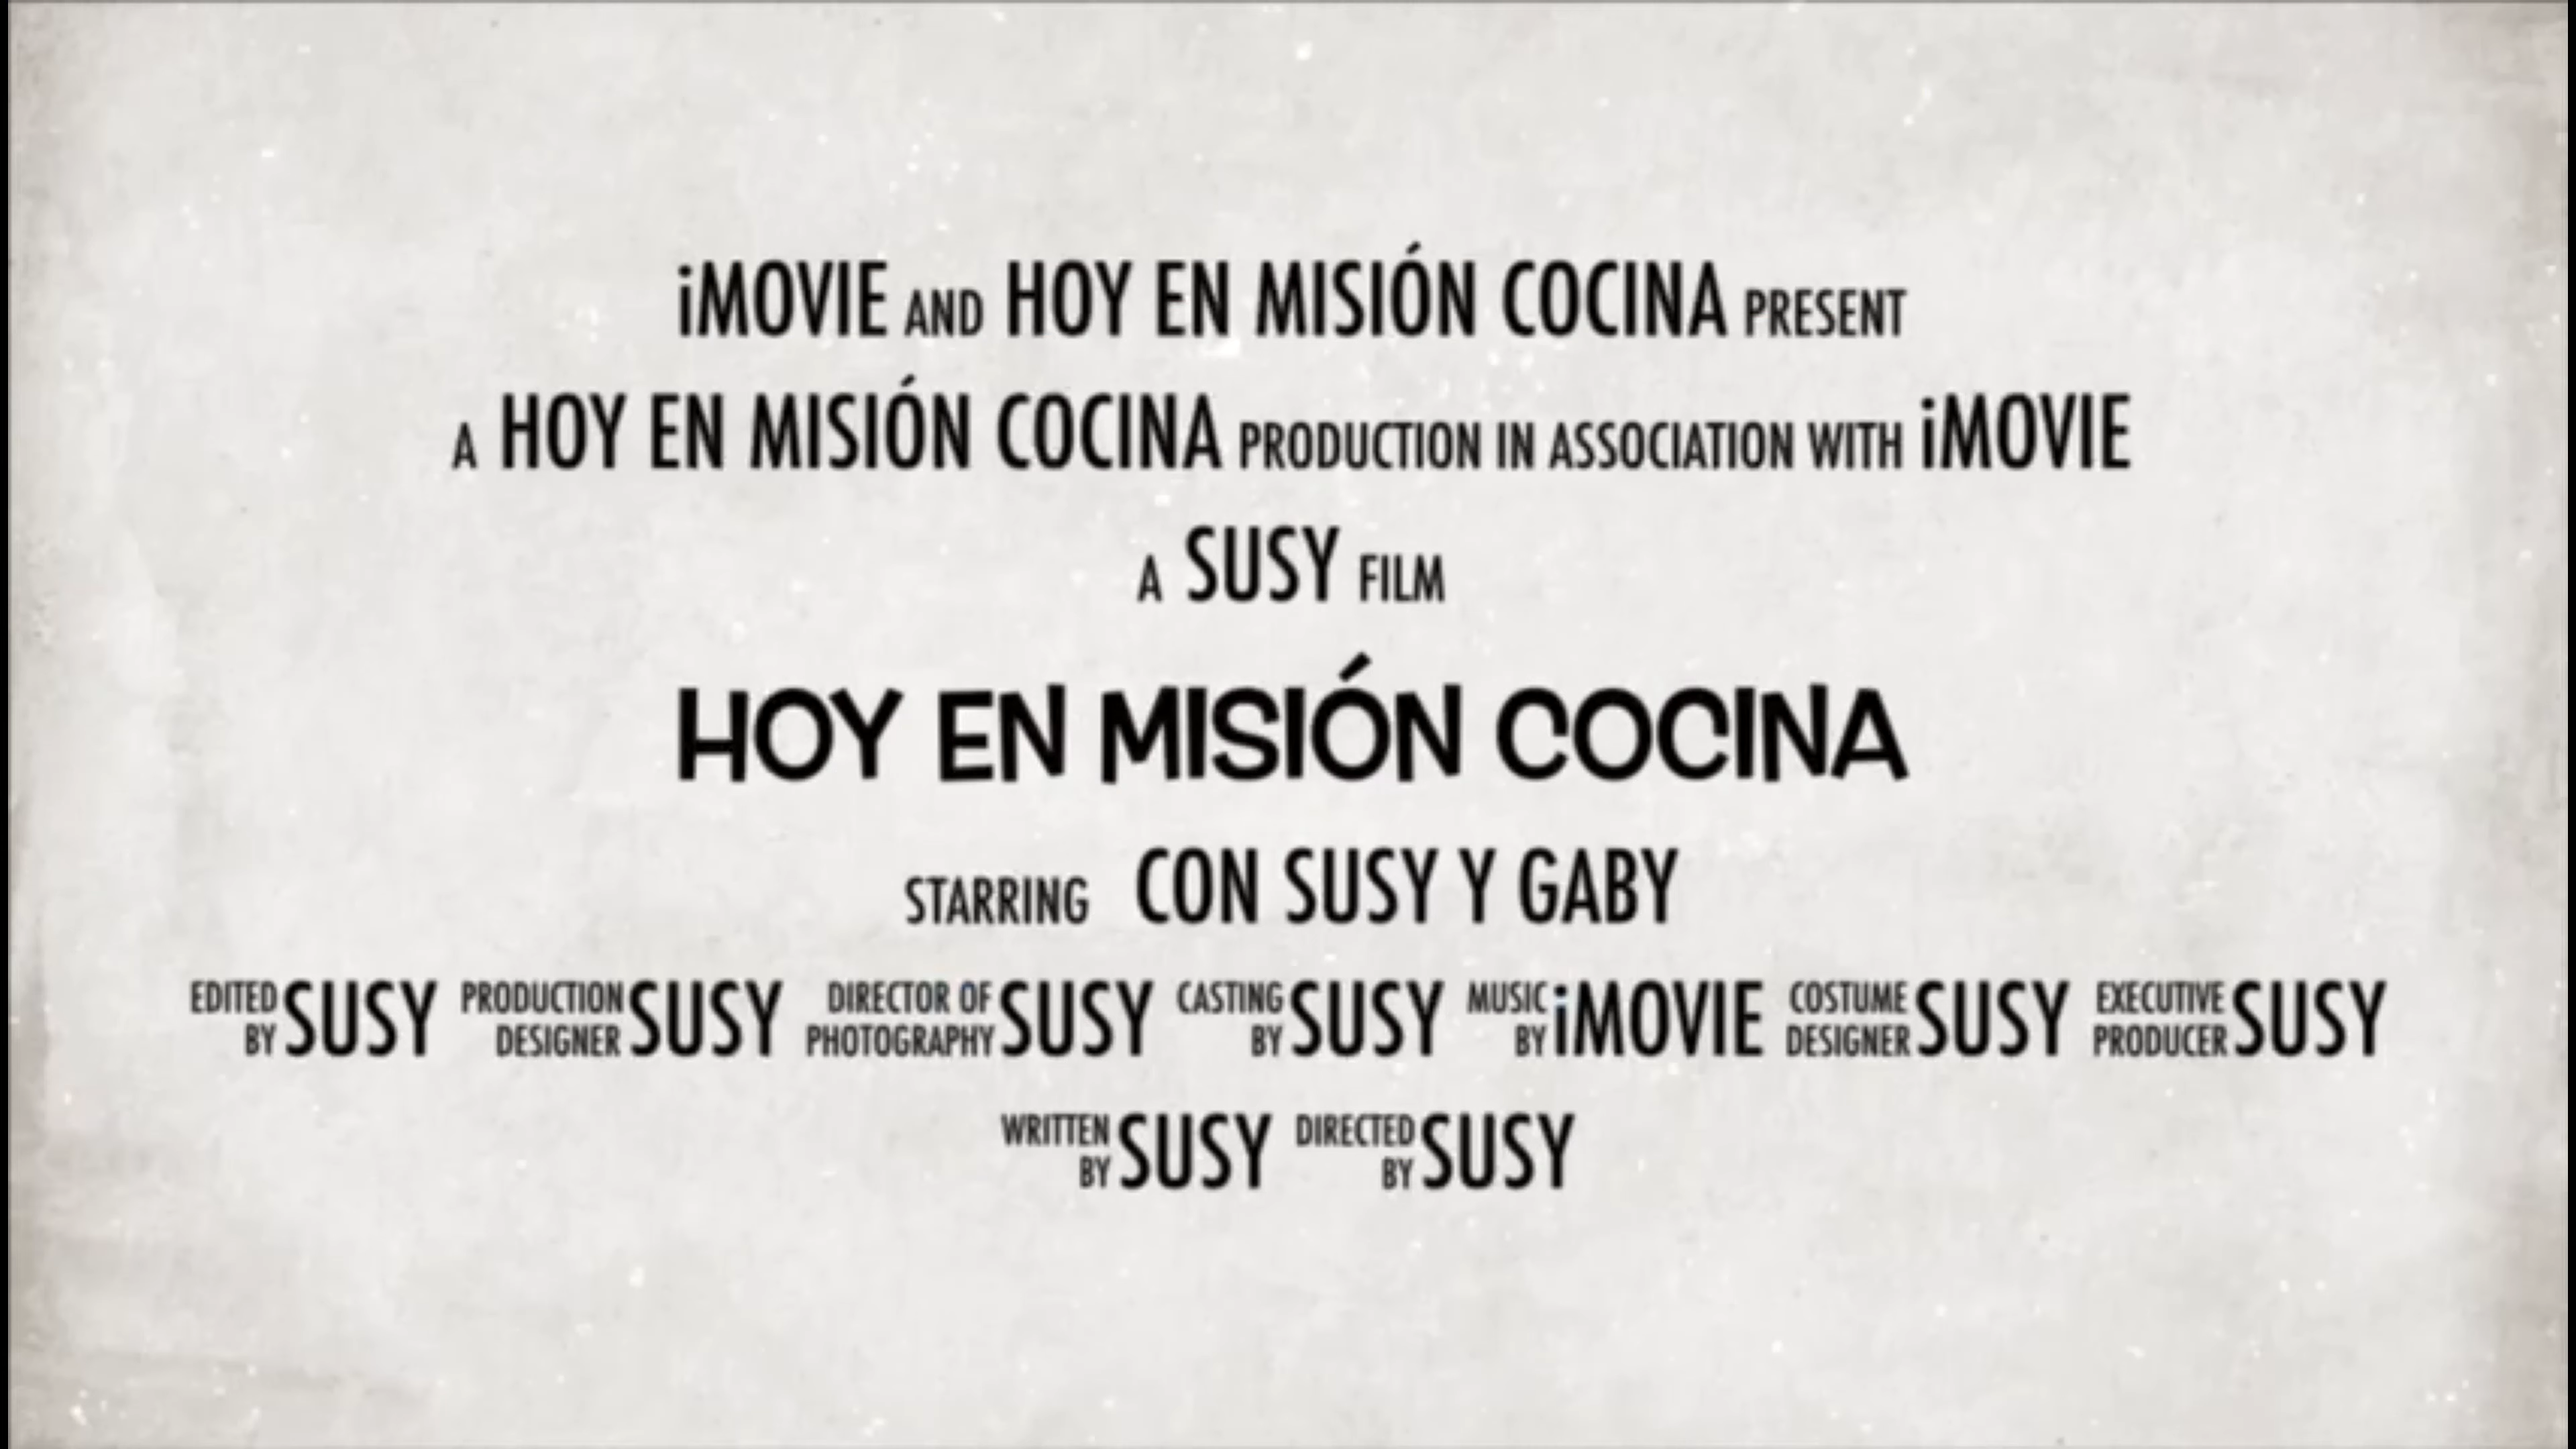 iMOVIE AND HOY EN MISIÓN COCINA PRESENT
A HOY EN MISIÓN COCINA PRODUCTION IN ASSOCIATION WITH iMOVIE
A SUSY FILM
HOY EN MISIÓN COCINA
STARRING CON SUSY Y GABY
EDITED BY SUSY PRODUCTION DESIGNER SUSY DIRECTOR OF PHOTOGRAPHY SUSY CASTING BY SUSY MUSIC BY iMOVIE COSTUME DESIGNER SUSY EXECUTIVE PRODUCER SUSY
WRITTEN BY SUSY DIRECTED BY SUSY